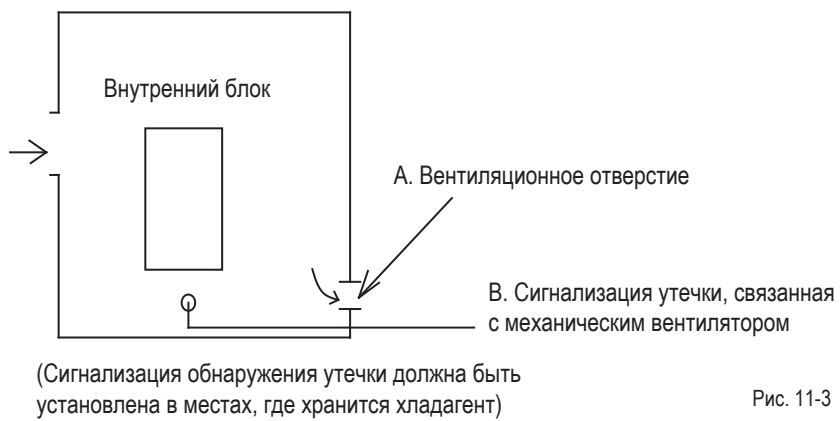 Внутренний блок
А. Вентиляционное отверстие
В. Сигнализация утечки, связанная
с механическим вентилятором
(Сигнализация обнаружения утечки должна быть
установлена в местах, где хранится хладагент)
Рис. 11-3